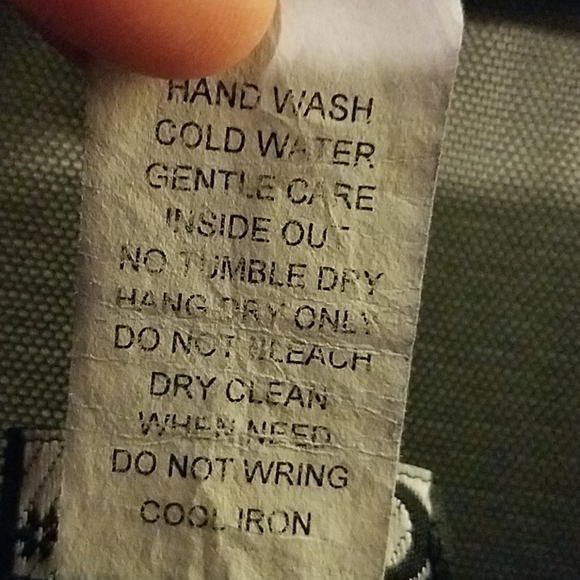 HAND WASH
COLD WATER
GENTLE CARE
INSIDE OUT
NO TUMBLE DRY
HANG DRY ONLY
DO NOT BLEACH
DRY CLEAN
WHEN NEED
DO NOT WRING
COOL IRON